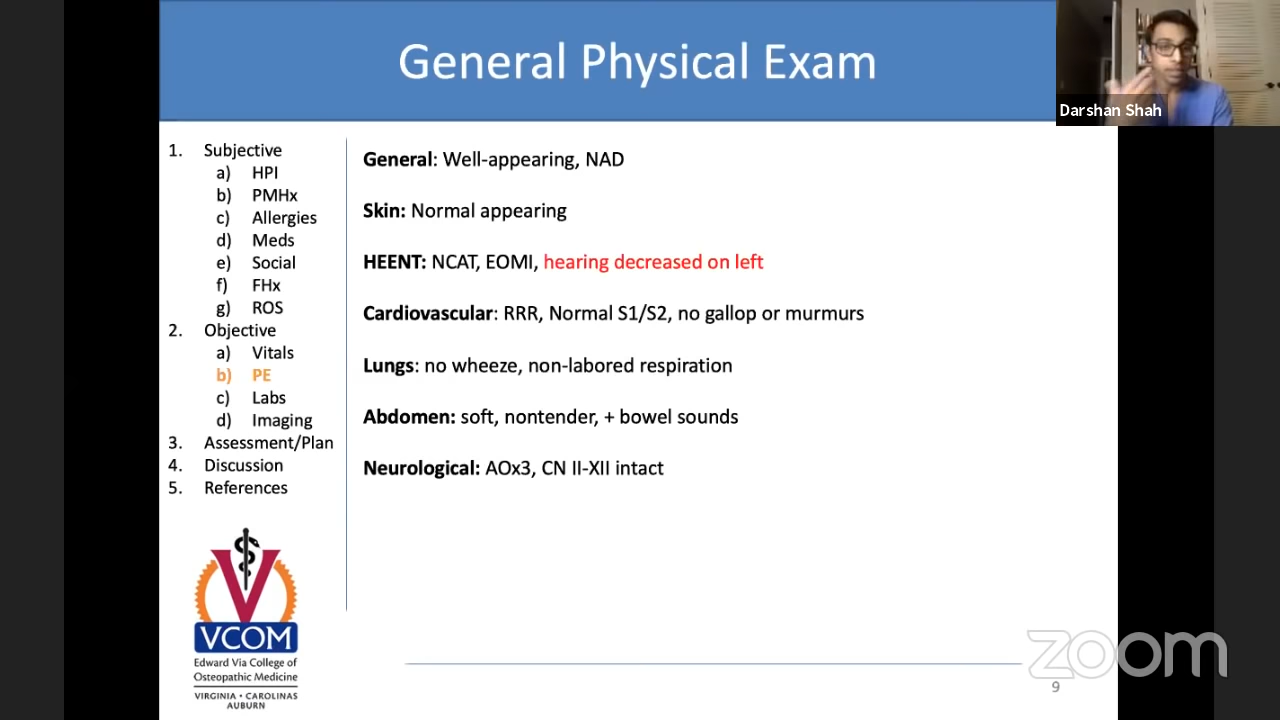 General Physical Exam
Darshan Shah
1. Subjective
a) HPI
b) PMHx
c) Allergies
d) Meds
e) Social
f) FHx
g) ROS
2. Objective
a) Vitals
b) PE
c) Labs
d) Imaging
3. Assessment/Plan
4. Discussion
5. References
General: Well-appearing, NAD
Skin: Normal appearing
HEENT: NCAT, EOMI, hearing decreased on left
Cardiovascular: RRR, Normal S1/S2, no gallop or murmurs
Lungs: no wheeze, non-labored respiration
Abdomen: soft, nontender, + bowel sounds
Neurological: AOx3, CN II-XII intact
V
VCOM
Edward Via College of
Osteopathic Medicine
VIRGINIA • CAROLINAS
AUBURN
zoom
9